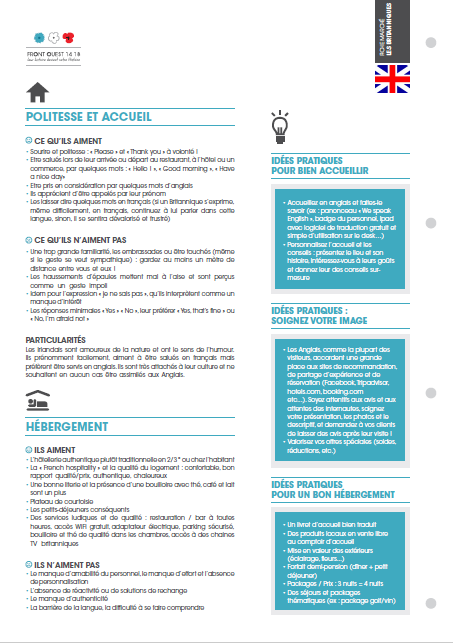 FRONT OUEST 14-18
FICHE MARCHÉ
LES BRITANNIQUES
POLITESSE ET ACCUEIL
CE QU'ILS AIMENT
- Sourire et politesse : « Please » et « Thank you » à volonté !
- Etre salués lors de leur arrivée ou départ au restaurant, à l'hôtel ou un
commerce, par quelques mots : « Hello ! », « Good morning », « Have
a nice day»
- Etre pris en considération par quelques mots d'anglais
- Ils apprécient d'être appelés par leur prénom
- Les laisser dire quelques mots en français (si un Britannique s'exprime,
même difficilement, en français, continuer à lui parler dans cette
langue, sinon, il se sentira dévalorisé et frustré)
CE QU'ILS N'AIMENT PAS
- Une trop grande familiarité, les embrassades ou être touchés (même
si le geste se veut sympathique) : gardez au moins un mètre de
distance entre vous et eux !
- Les haussements d'épaules mettent mal à l'aise et sont perçus
comme un geste impoli
- Idem pour l'expression « je ne sais pas », qu'ils interprètent comme un
manque d'intérêt
- Les réponses minimales « Yes » « No », leur préférer « Yes, that's fine » ou
« No, I'm afraid not »
PARTICULARITÉS
Les Irlandais sont amoureux de la nature et ont le sens de l'humour.
Ils prénomment facilement, aiment à être salués en français mais
préfèrent être servis en anglais. Ils sont très attachés à leur culture et ne
souhaitent en aucun cas être assimilés aux Anglais.
HÉBERGEMENT
ILS AIMENT
- L'hôtellerie authentique plutôt traditionnelle en 2/3* ou chez l'habitant
- La « French hospitality » et la qualité du logement : confortable, bon
rapport qualité/prix, authentique, chaleureux
- Une bonne literie et la présence d'une bouilloire avec thé, café et lait
sont un plus
- Plateau de courtoisie
- Les petits-déjeuners conséquents
- Des services ludiques et de qualité : restauration / bar à toutes
heures, accès WIFI gratuit, adaptateur électrique, parking sécurisé,
bouilloire et thé de qualité dans les chambres, accès à des chaines
TV britanniques
ILS N'AIMENT PAS
- Le manque d'amabilité du personnel, le manque d'effort et l'absence
de personnalisation
- L'absence de réactivité ou de solutions de rechange
- Le manque d'authenticité
- La barrière de la langue, la difficulté à se faire comprendre
IDÉES PRATIQUES
POUR BIEN ACCUEILLIR
- Accueillez en anglais et faites-le
savoir (ex : panonceau « We speak
English », badge du personnel, Ipad
avec logiciel de traduction gratuit et
simple d'utilisation sur le desk...)
- Personnalisez l'accueil et les
conseils : présentez le lieu et son
histoire, intéressez-vous à leurs goûts
et donnez leur des conseils sur-
mesure
IDÉES PRATIQUES :
SOIGNEZ VOTRE IMAGE
- Les Anglais, comme la plupart des
visiteurs, accordent une grande
place aux sites de recommandation,
de partage d'expérience et de
réservation (Facebook, Tripadvisor,
hotels.com, booking.com
etc...). Soyez attentifs aux avis et aux
attentes des internautes, soignez
votre présentation, les photos et le
descriptif, et demandez à vos clients
de laisser des avis après leur visite !
- Valorisez vos offres spéciales (soldes,
réductions, etc.)
IDÉES PRATIQUES
POUR UN BON HÉBERGEMENT
- Un livret d'accueil bien traduit
- Des produits locaux en vente libre
au comptoir d'accueil
- Mise en valeur des extérieurs
(éclairage, fleurs...)
- Forfait demi-pension (dîner + petit
déjeuner)
- Packages / Prix : 3 nuits = 4 nuits
- Des séjours et packages
thématiques (ex : package golf/vin)